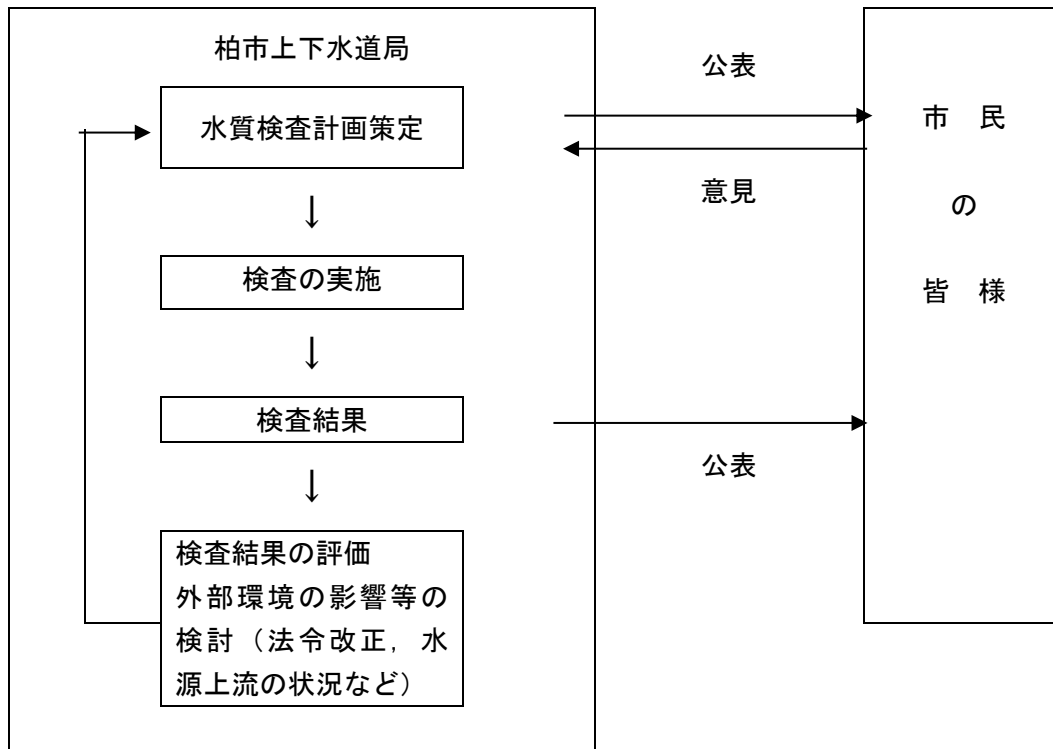 柏市上下水道局
水質検査計画策定
↓
検査の実施
↓
検査結果
↓
検査結果の評価
外部環境の影響等の
検討（法令改正，水
源上流の状況など）
公表
意見
公表
市　民
の
皆　様